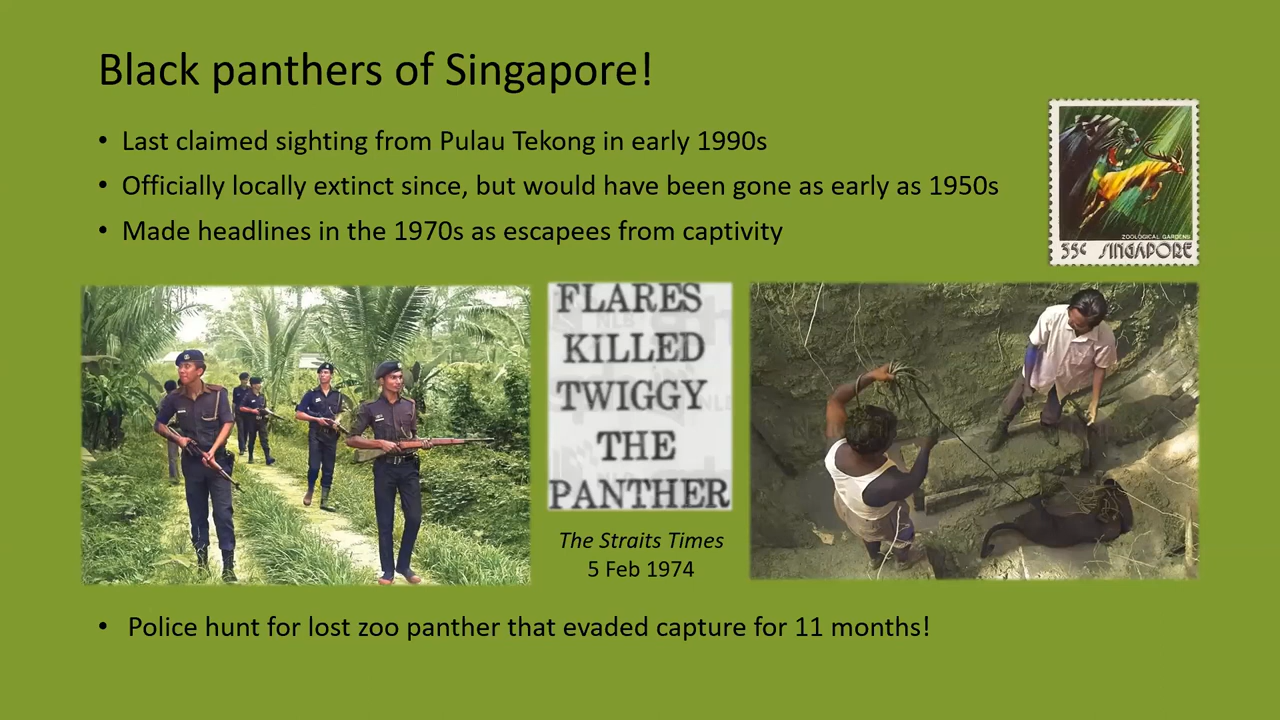 Black panthers of Singapore!
• Last claimed sighting from Pulau Tekong in early 1990s
• Officially locally extinct since, but would have been gone as early as 1950s
• Made headlines in the 1970s as escapees from captivity
ZOOLOGICAL GARDENS
35¢ SINGAPORE
FLARES
KILLED
TWIGGY
THE
PANTHER
The Straits Times
5 Feb 1974
• Police hunt for lost zoo panther that evaded capture for 11 months!